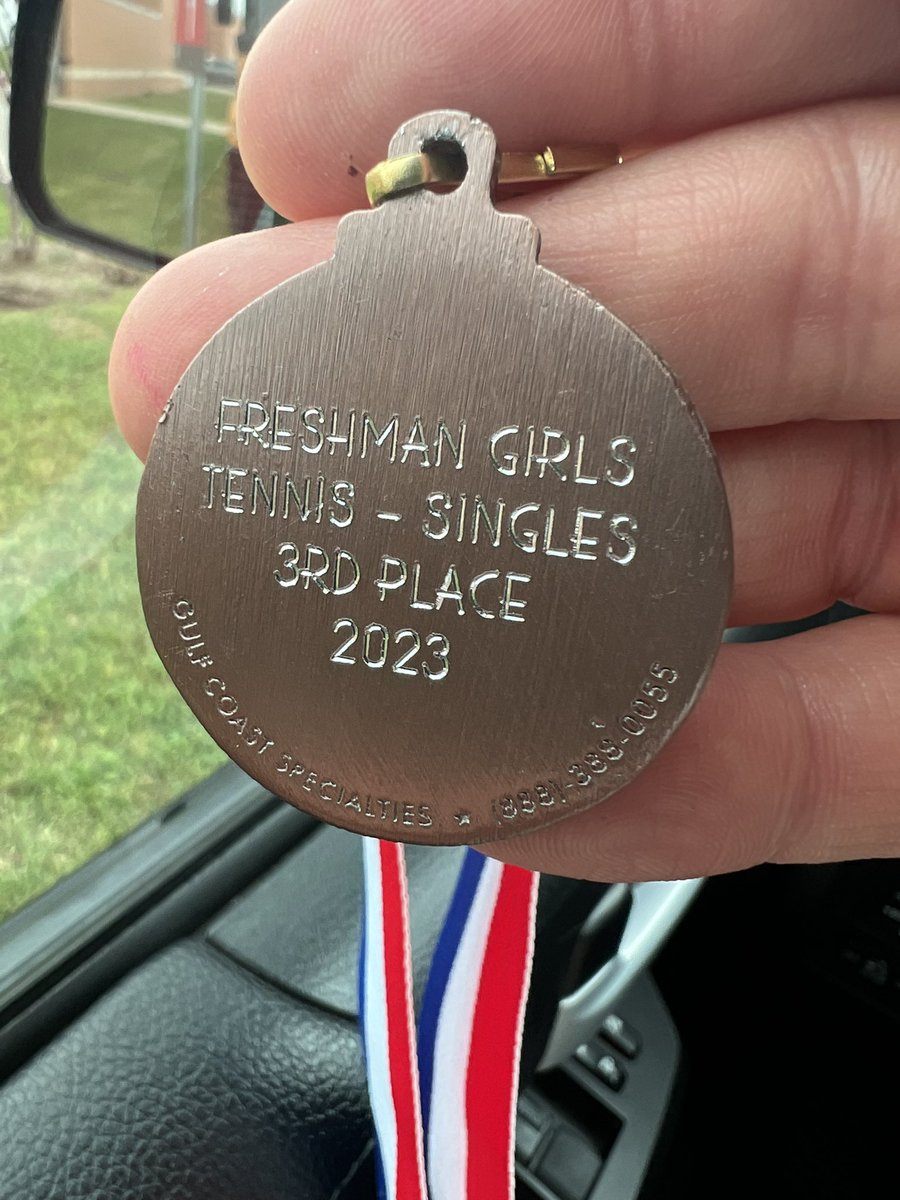 FRESHMAN GIRLS
TENNIS - SINGLES
3RD PLACE
2023
GULF COAST SPECIALTIES ★ (888)-388-0055